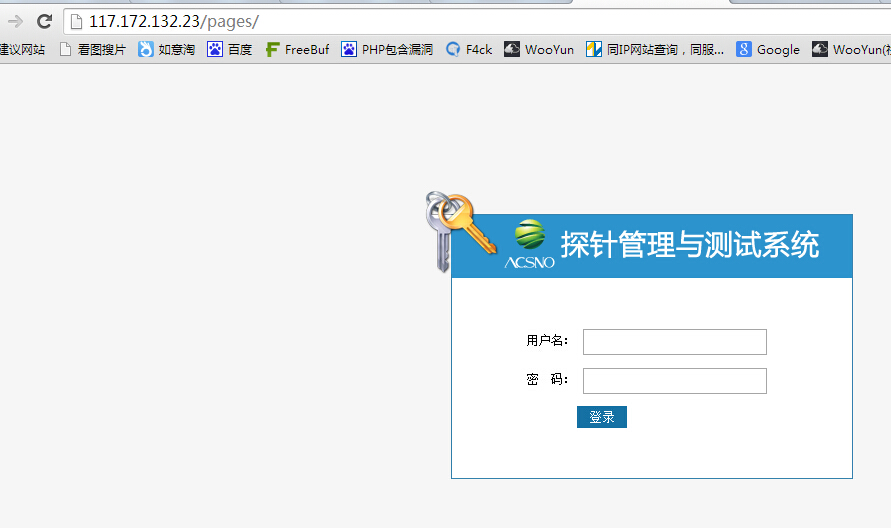 117.172.132.23/pages/
建议网站 看图搜片 如意淘 百度 FreeBuf PHP包含漏洞 F4ck WooYun 同IP网站查询，同服... Google WooYun(
ACSNO 探针管理与测试系统
用户名：
密 码：
登录